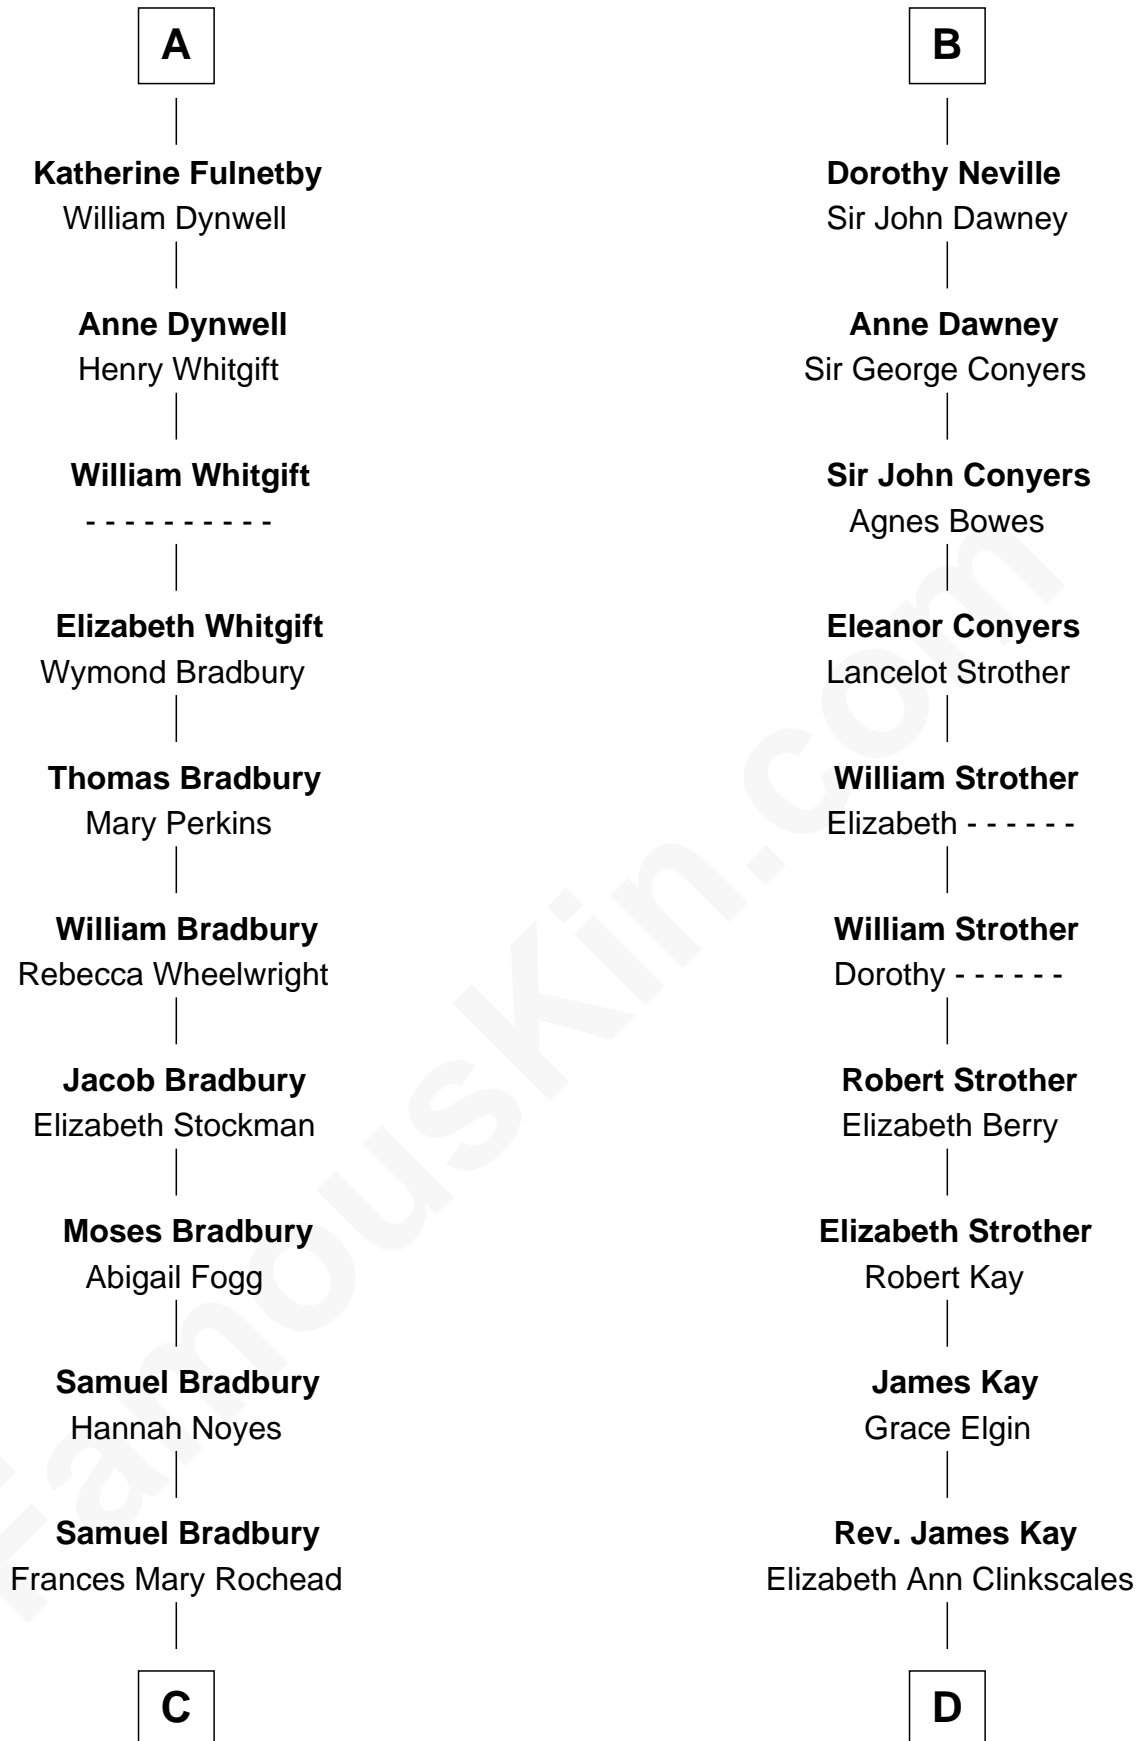 A
Katherine Fulnetby
William Dynwell
Anne Dynwell
Henry Whitgift
William Whitgift
- - - - - - - - - -
Elizabeth Whitgift
Wymond Bradbury
Thomas Bradbury
Mary Perkins
William Bradbury
Rebecca Wheelwright
Jacob Bradbury
Elizabeth Stockman
Moses Bradbury
Abigail Fogg
Samuel Bradbury
Hannah Noyes
Samuel Bradbury
Frances Mary Rochead
C
B
Dorothy Neville
Sir John Dawney
Anne Dawney
Sir George Conyers
Sir John Conyers
Agnes Bowes
Eleanor Conyers
Lancelot Strother
William Strother
Elizabeth - - - - - -
William Strother
Dorothy - - - - - -
Robert Strother
Elizabeth Berry
Elizabeth Strother
Robert Kay
James Kay
Grace Elgin
Rev. James Kay
Elizabeth Ann Clinkscales
D
FamousKin.com